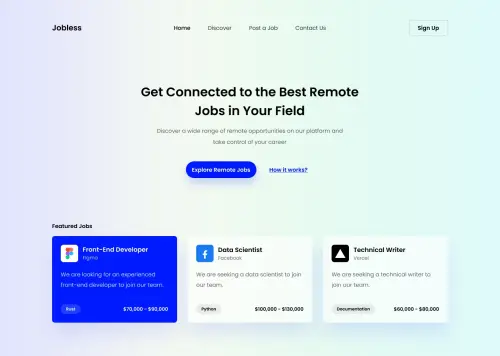 Jobless
Home
Discover
Post a Job
Contact Us
Sign Up
Get Connected to the Best Remote
Jobs in Your Field
Discover a wide range of remote opportunities on our platform and
take control of your career
Explore Remote Jobs
How it works?
Featured Jobs
Front-End Developer
Figma
We are looking for an experienced
front-end developer to join our team.
$70,000 - $90,000
Data Scientist
Facebook
We are seeking a data scientist to join
our team.
Python
$100,000 - $130,000
Technical Writer
Vercel
We are seeking a technical writer to
join our team.
Documentation
$60,000 - $80,000